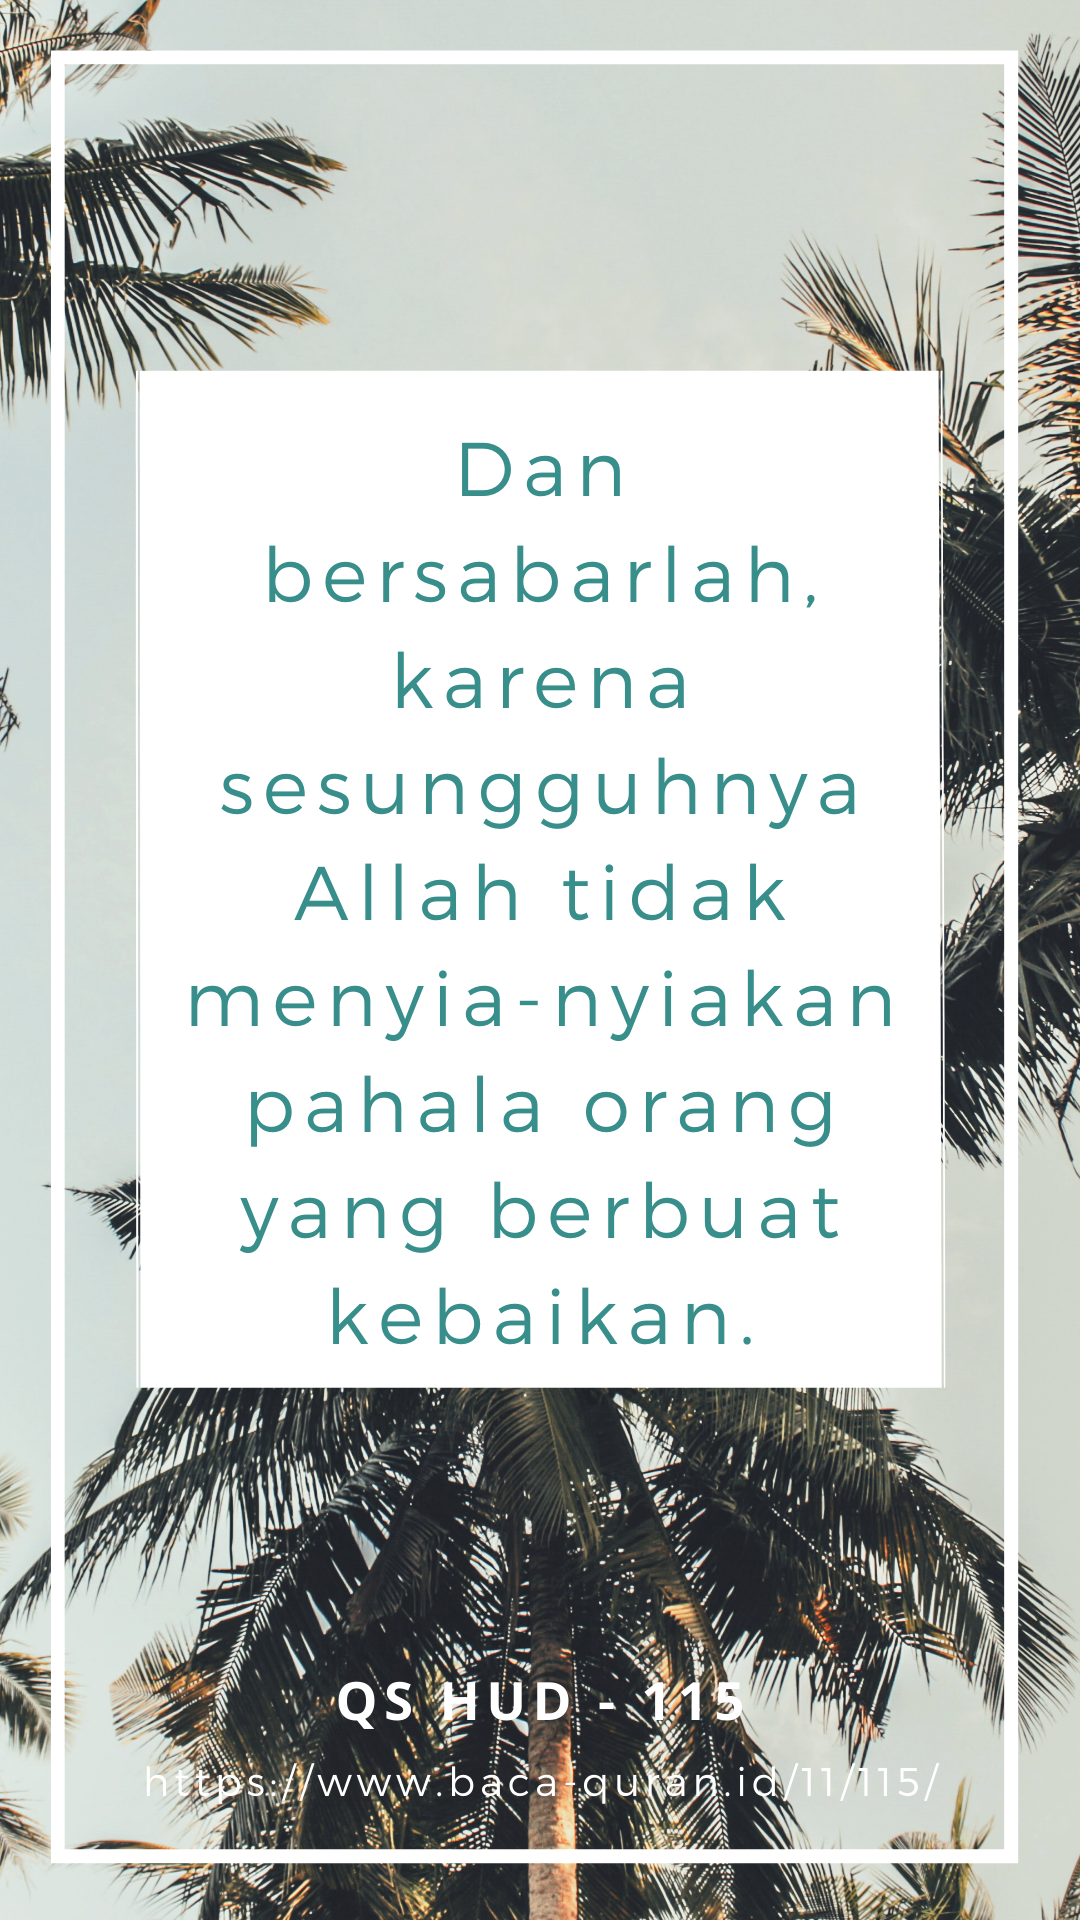 Dan
bersabarlah,
karena
sesungguhnya
Allah tidak
menyia-nyiakan
pahala orang
yang berbuat
kebaikan.
QS HUD - 115
https://www.baca-quran.id/11/115/